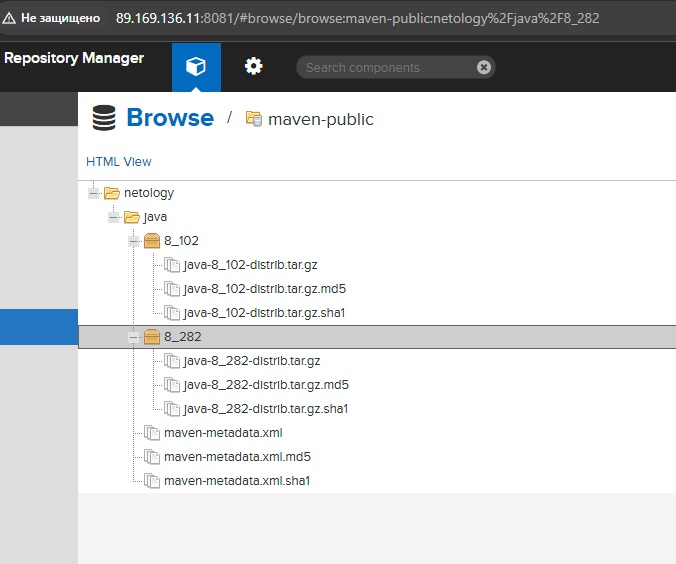 Не защищено 89.169.136.11:8081/#browse/browse:maven-public:netology%2Fjava%2F8_282
Repository Manager Search components
Browse / maven-public
HTML View
netology
java
8_102
java-8_102-distrib.tar.gz
java-8_102-distrib.tar.gz.md5
java-8_102-distrib.tar.gz.sha1
8_282
java-8_282-distrib.tar.gz
java-8_282-distrib.tar.gz.md5
java-8_282-distrib.tar.gz.sha1
maven-metadata.xml
maven-metadata.xml.md5
maven-metadata.xml.sha1